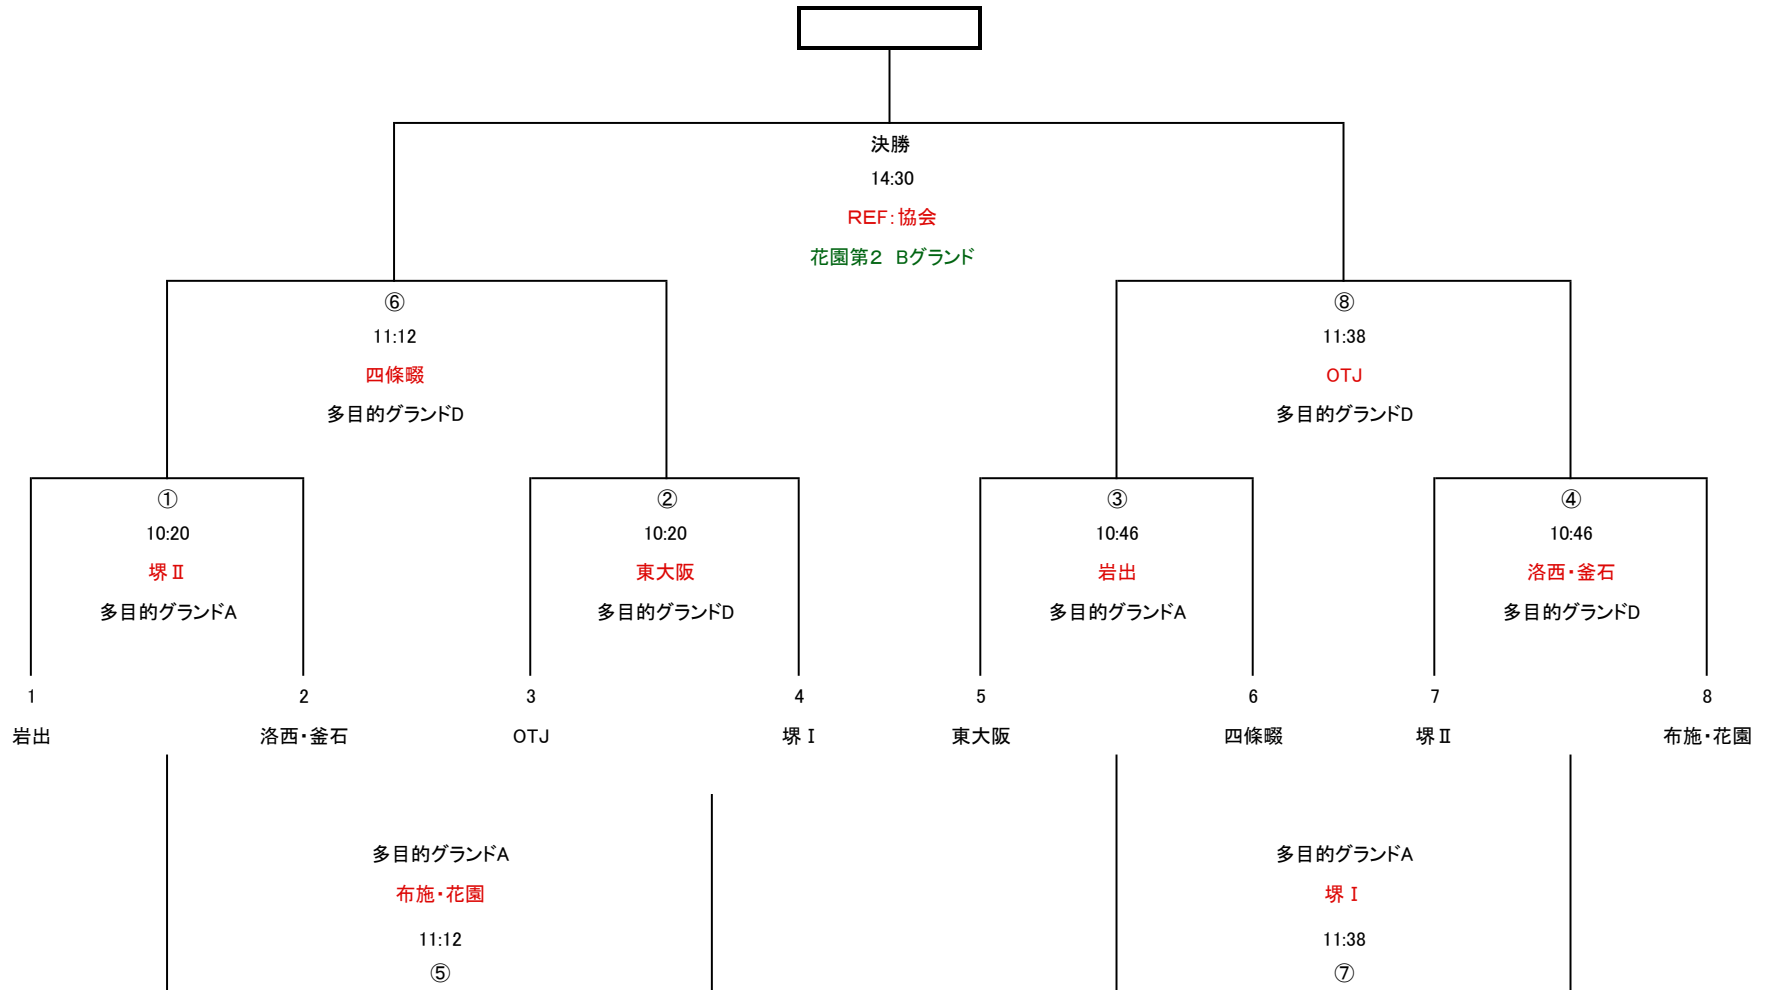 決勝
14:30
REF:協会
花園第2　Bグランド
⑥
11:12
四條畷
多目的グランドD
⑧
11:38
OTJ
多目的グランドD
①
10:20
堺Ⅱ
多目的グランドA
②
10:20
東大阪
多目的グランドD
③
10:46
岩出
多目的グランドA
④
10:46
洛西・釜石
多目的グランドD
1 2 3 4 5 6 7 8
岩出 洛西・釜石 OTJ 堺Ⅰ 東大阪 四條畷 堺Ⅱ 布施・花園
多目的グランドA
布施・花園
11:12
⑤
多目的グランドA
堺Ⅰ
11:38
⑦